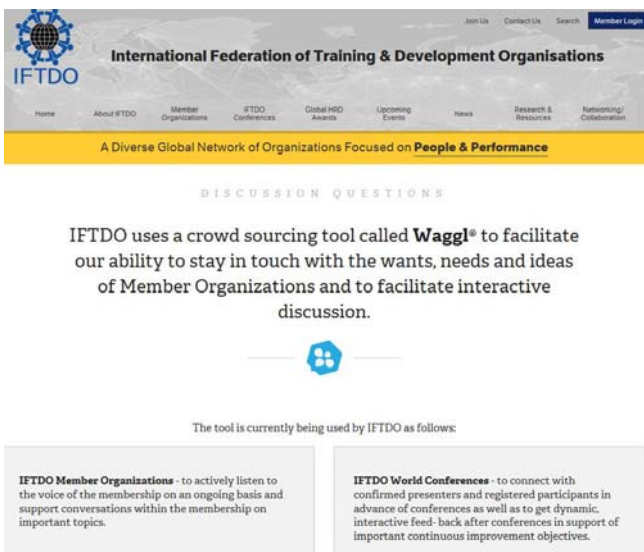 Join Us Contact Us Search Member Login
IFTDO
International Federation of Training & Development Organisations
Home About IFTDO Member Organizations IFTDO Conferences Global HRD Awards Upcoming Events News Research & Resources Networking/ Collaboration
A Diverse Global Network of Organizations Focused on People & Performance
DISCUSSION QUESTIONS
IFTDO uses a crowd sourcing tool called Waggl® to facilitate
our ability to stay in touch with the wants, needs and ideas
of Member Organizations and to facilitate interactive
discussion.
The tool is currently being used by IFTDO as follows:
IFTDO Member Organizations - to actively listen to
the voice of the membership on an ongoing basis and
support conversations within the membership on
important topics.
IFTDO World Conferences - to connect with
confirmed presenters and registered participants in
advance of conferences as well as to get dynamic,
interactive feed- back after conferences in support of
important continuous improvement objectives.